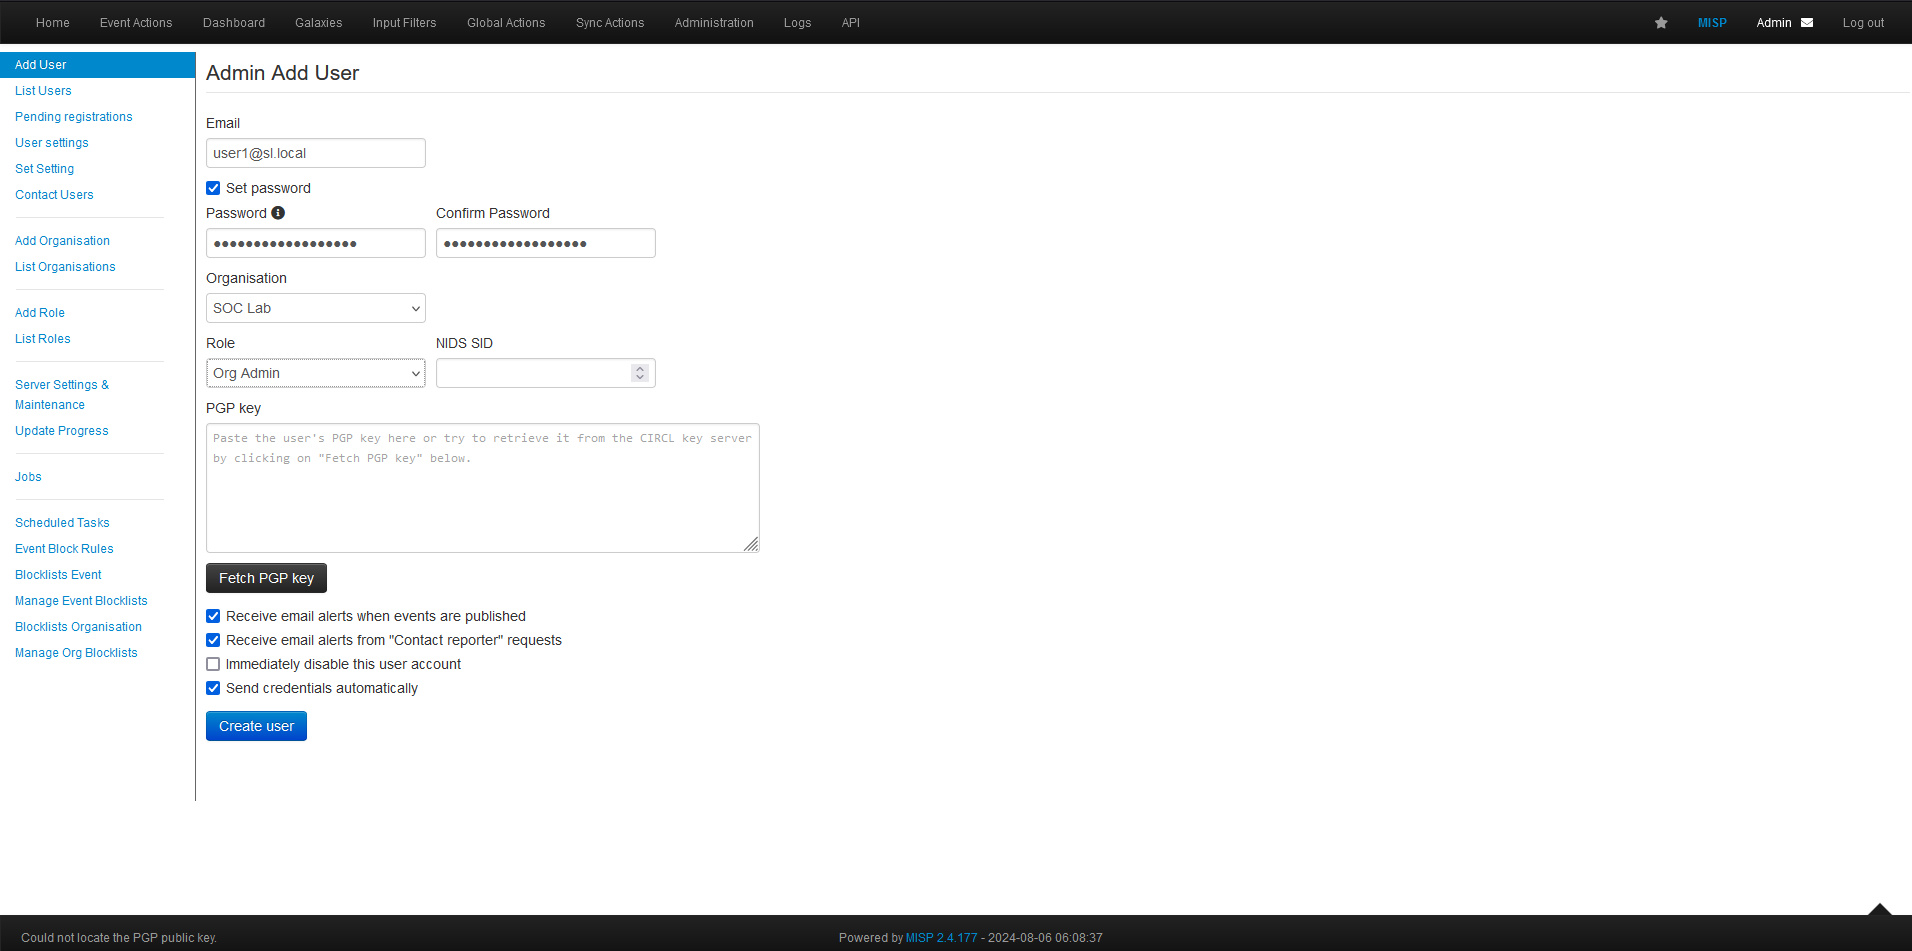 Home Event Actions Dashboard Galaxies Input Filters Global Actions Sync Actions Administration Logs API MISP Admin Log out
Add User
List Users
Pending registrations
User settings
Set Setting
Contact Users
Add Organisation
List Organisations
Add Role
List Roles
Server Settings &
Maintenance
Update Progress
Jobs
Scheduled Tasks
Event Block Rules
Blocklists Event
Manage Event Blocklists
Blocklists Organisation
Manage Org Blocklists
Admin Add User
Email
user1@sl.local
Set password
Password Confirm Password
••••••••••••••••••  ••••••••••••••••••
Organisation
SOC Lab
Role NIDS SID
Org Admin
PGP key
Paste the user's PGP key here or try to retrieve it from the CIRCL key server
by clicking on "Fetch PGP key" below.
Fetch PGP key
Receive email alerts when events are published
Receive email alerts from "Contact reporter" requests
Immediately disable this user account
Send credentials automatically
Create user
Could not locate the PGP public key. Powered by MISP 2.4.177 - 2024-08-06 06:08:37